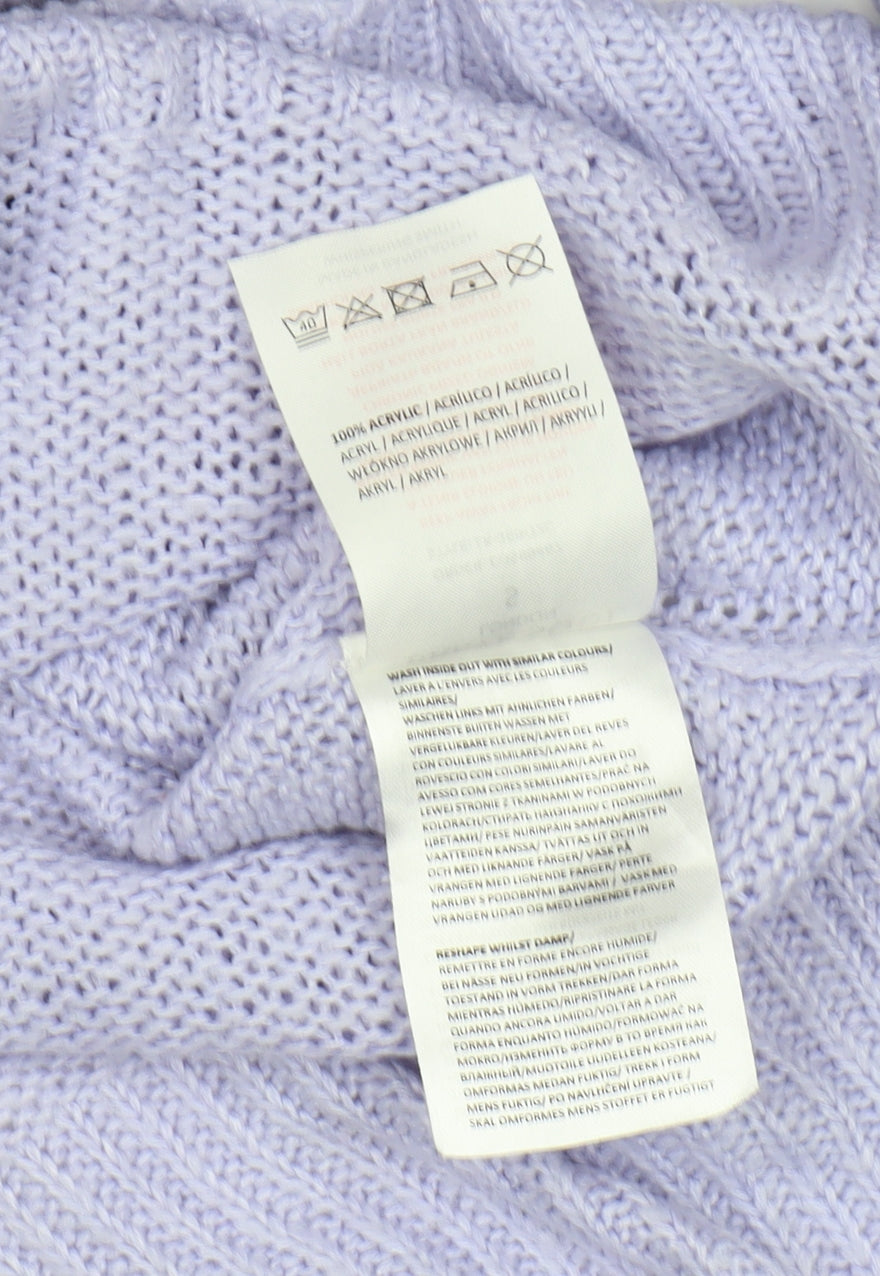 40
100% ACRYLIC / ACRÍLICO / ACRÍLICO /
ACRYL / ACRYLIQUE / ACRYL / ACRILICO /
WŁÓKNO AKRYLOWE / АКРИЛ / AKRYYLI /
AKRYL / AKRYL
WASH INSIDE OUT WITH SIMILAR COLOURS/
LAVER A L'ENVERS AVEC LES COULEURS
SIMILAIRES/
WASCHEN LINKS MIT ÄHNLICHEN FARBEN/
BINNENSTE BUITEN WASSEN MET
VERGELIJKBARE KLEUREN/LAVER DEL REVES
CON COULEURS SIMILARES/LAVARE AL
ROVESCIO CON COLORI SIMILARI/LAVER DO
AVESSO COM CORES SEMELHANTES/PRAĆ NA
LEWEJ STRONIE Z TKANINAMI W PODOBNYCH
KOLORACH/СТИРАТЬ НАИЗНАНКУ С ПОХОЖИМИ
ЦВЕТАМИ/ PESE NURINPÄIN SAMANVÄRISTEN
VAATTEIDEN KANSSA/ TVÄTTAS UT OCH IN
OCH MED LIKNANDE FÄRGER/ VASK PÅ
VRANGEN MED LIGNENDE FARGER/ PERTE
NARUBY S PODOBNÝMI BARVAMI / VASK MED
VRANGEN UDAD OG MED LIGNENDE FARVER
RESHAPE WHILST DAMP/
REMETTRE EN FORME ENCORE HUMIDE/
BEI NÄSSE NEU FORMEN/IN VOCHTIGE
TOESTAND IN VORM TREKKEN/DAR FORMA
MIENTRAS HÚMEDO/RIPRISTINARE LA FORMA
QUANDO ANCORA UMIDO/VOLTAR A DAR
FORMA ENQUANTO HUMIDO/FORMOWAĆ NA
MOKRO/ИЗМЕНИТЬ ФОРМУ В ТО ВРЕМЯ КАК
ВЛАЖНЫЙ/MUOTOILE UUDELLEEN KOSTEANA/
OMFORMAS MEDAN FUKTIG/ TREKK I FORM
MENS FUKTIG/ PO NAVLHČENÍ UPRAVTE /
SKAL OMFORMES MENS STOFFET ER FUGTIGT